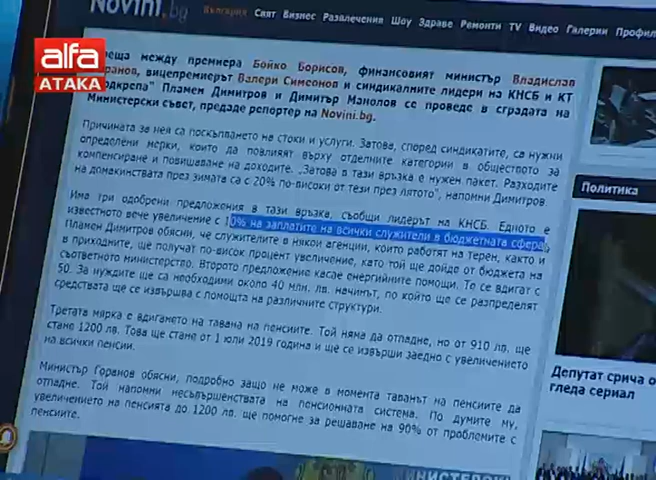 Novini.bg
България Свят Бизнес Развлечения Шоу Здраве Ремонти TV Видео Галерии Профил
alfa
АТАКА
реща между премиера Бойко Борисов, финансовият министър Владислав
ранов, вицепремиерът Валери Симеонов и синдикалните лидери на КНСБ и КТ
одкрепа" Пламен Димитров и Димитър Манолов се проведе в сградата на
Министерски съвет, предаде репортер на Novini.bg.
Причината за нея са поскъпването на стоки и услуги. Затова, според синдикатите, са нужни
определени мерки, които да повлияят върху отделните категории в обществото за
компенсиране и повишаване на доходите. „Затова в тази връзка е нужен пакет. Разходите
на домакинствата през зимата са с 20% по-високи от тези през лятото", напомни Димитров.
Има три одобрени предложения в тази връзка, съобщи лидерът на КНСБ. Едното е
известното вече увеличение с 10% на заплатите на всички служители в бюджетната сфера.
Пламен Димитров обясни, че служителите в някои агенции, които работят на терен, както и
в приходните, ще получат по-висок процент увеличение, като той ще дойде от бюджета на
съответното министерство. Второто предложение касае енергийните помощи. Те се вдигат с
50. За нуждите ще са необходими около 40 млн. лв. начинът, по който ще се разпределят
средствата ще се извършва с помощта на различните структури.
Третата мярка е вдигането на тавана на пенсиите. Той няма да отпадне, но от 910 лв. ще
стане 1200 лв. Това ще стане от 1 юли 2019 година и ще се извърши заедно с увеличението
на всички пенсии.
Министър Горанов обясни, подробно защо не може в момента таванът на пенсиите да
отпадне. Той напомни несъвършенствата на пенсионната система. По думите му,
увеличението на пенсията до 1200 лв. ще помогне за решаване на 90% от проблемите с
пенсиите.
Политика
Депутат срича о
гледа сериал
МИНИСТЕРСК